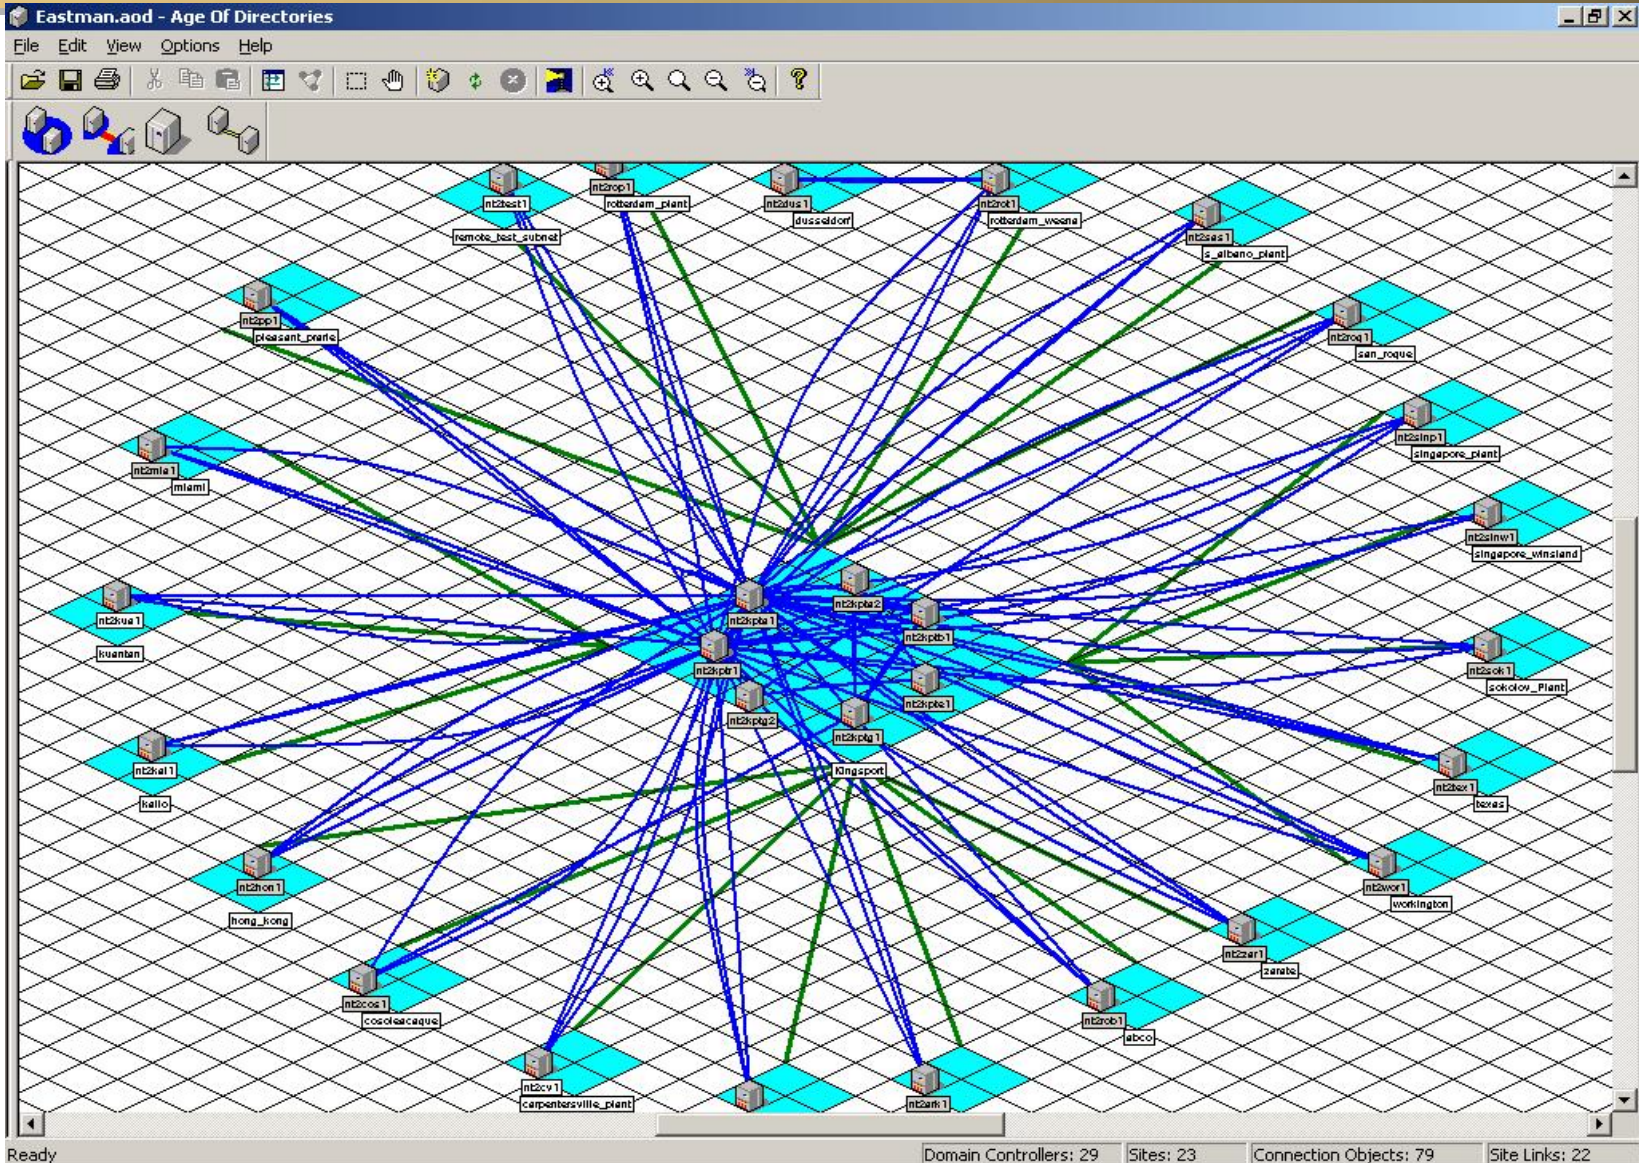 Eastman.aod - Age Of Directories
File Edit View Options Help
nt2test1
remote_test_subnet
nt2rop1
rotterdam_plant
nt2dus1
dusseldorf
nt2rot1
rotterdam_weena
nt2sas1
s_albano_plant
nt2pp1
pleasant_prarie
nt2roq1
san_roque
nt2mia1
miami
nt2sinp1
singapore_plant
nt2sinw1
singapore_winsland
nt2kua1
kuantan
nt2kpta1
nt2kpta2
nt2kptb1
nt2kptr1
nt2kptg2
nt2kpte1
nt2kptg1
Kingsport
nt2sok1
sokolov_Plant
nt2kal1
kallo
nt2tex1
texas
nt2hon1
hong_kong
nt2wor1
workington
nt2zar1
zarate
nt2cos1
cosoleacaque
nt2rob1
abco
nt2cv1
carpentersville_plant
nt2ark1
Ready
Domain Controllers: 29
Sites: 23
Connection Objects: 79
Site Links: 22